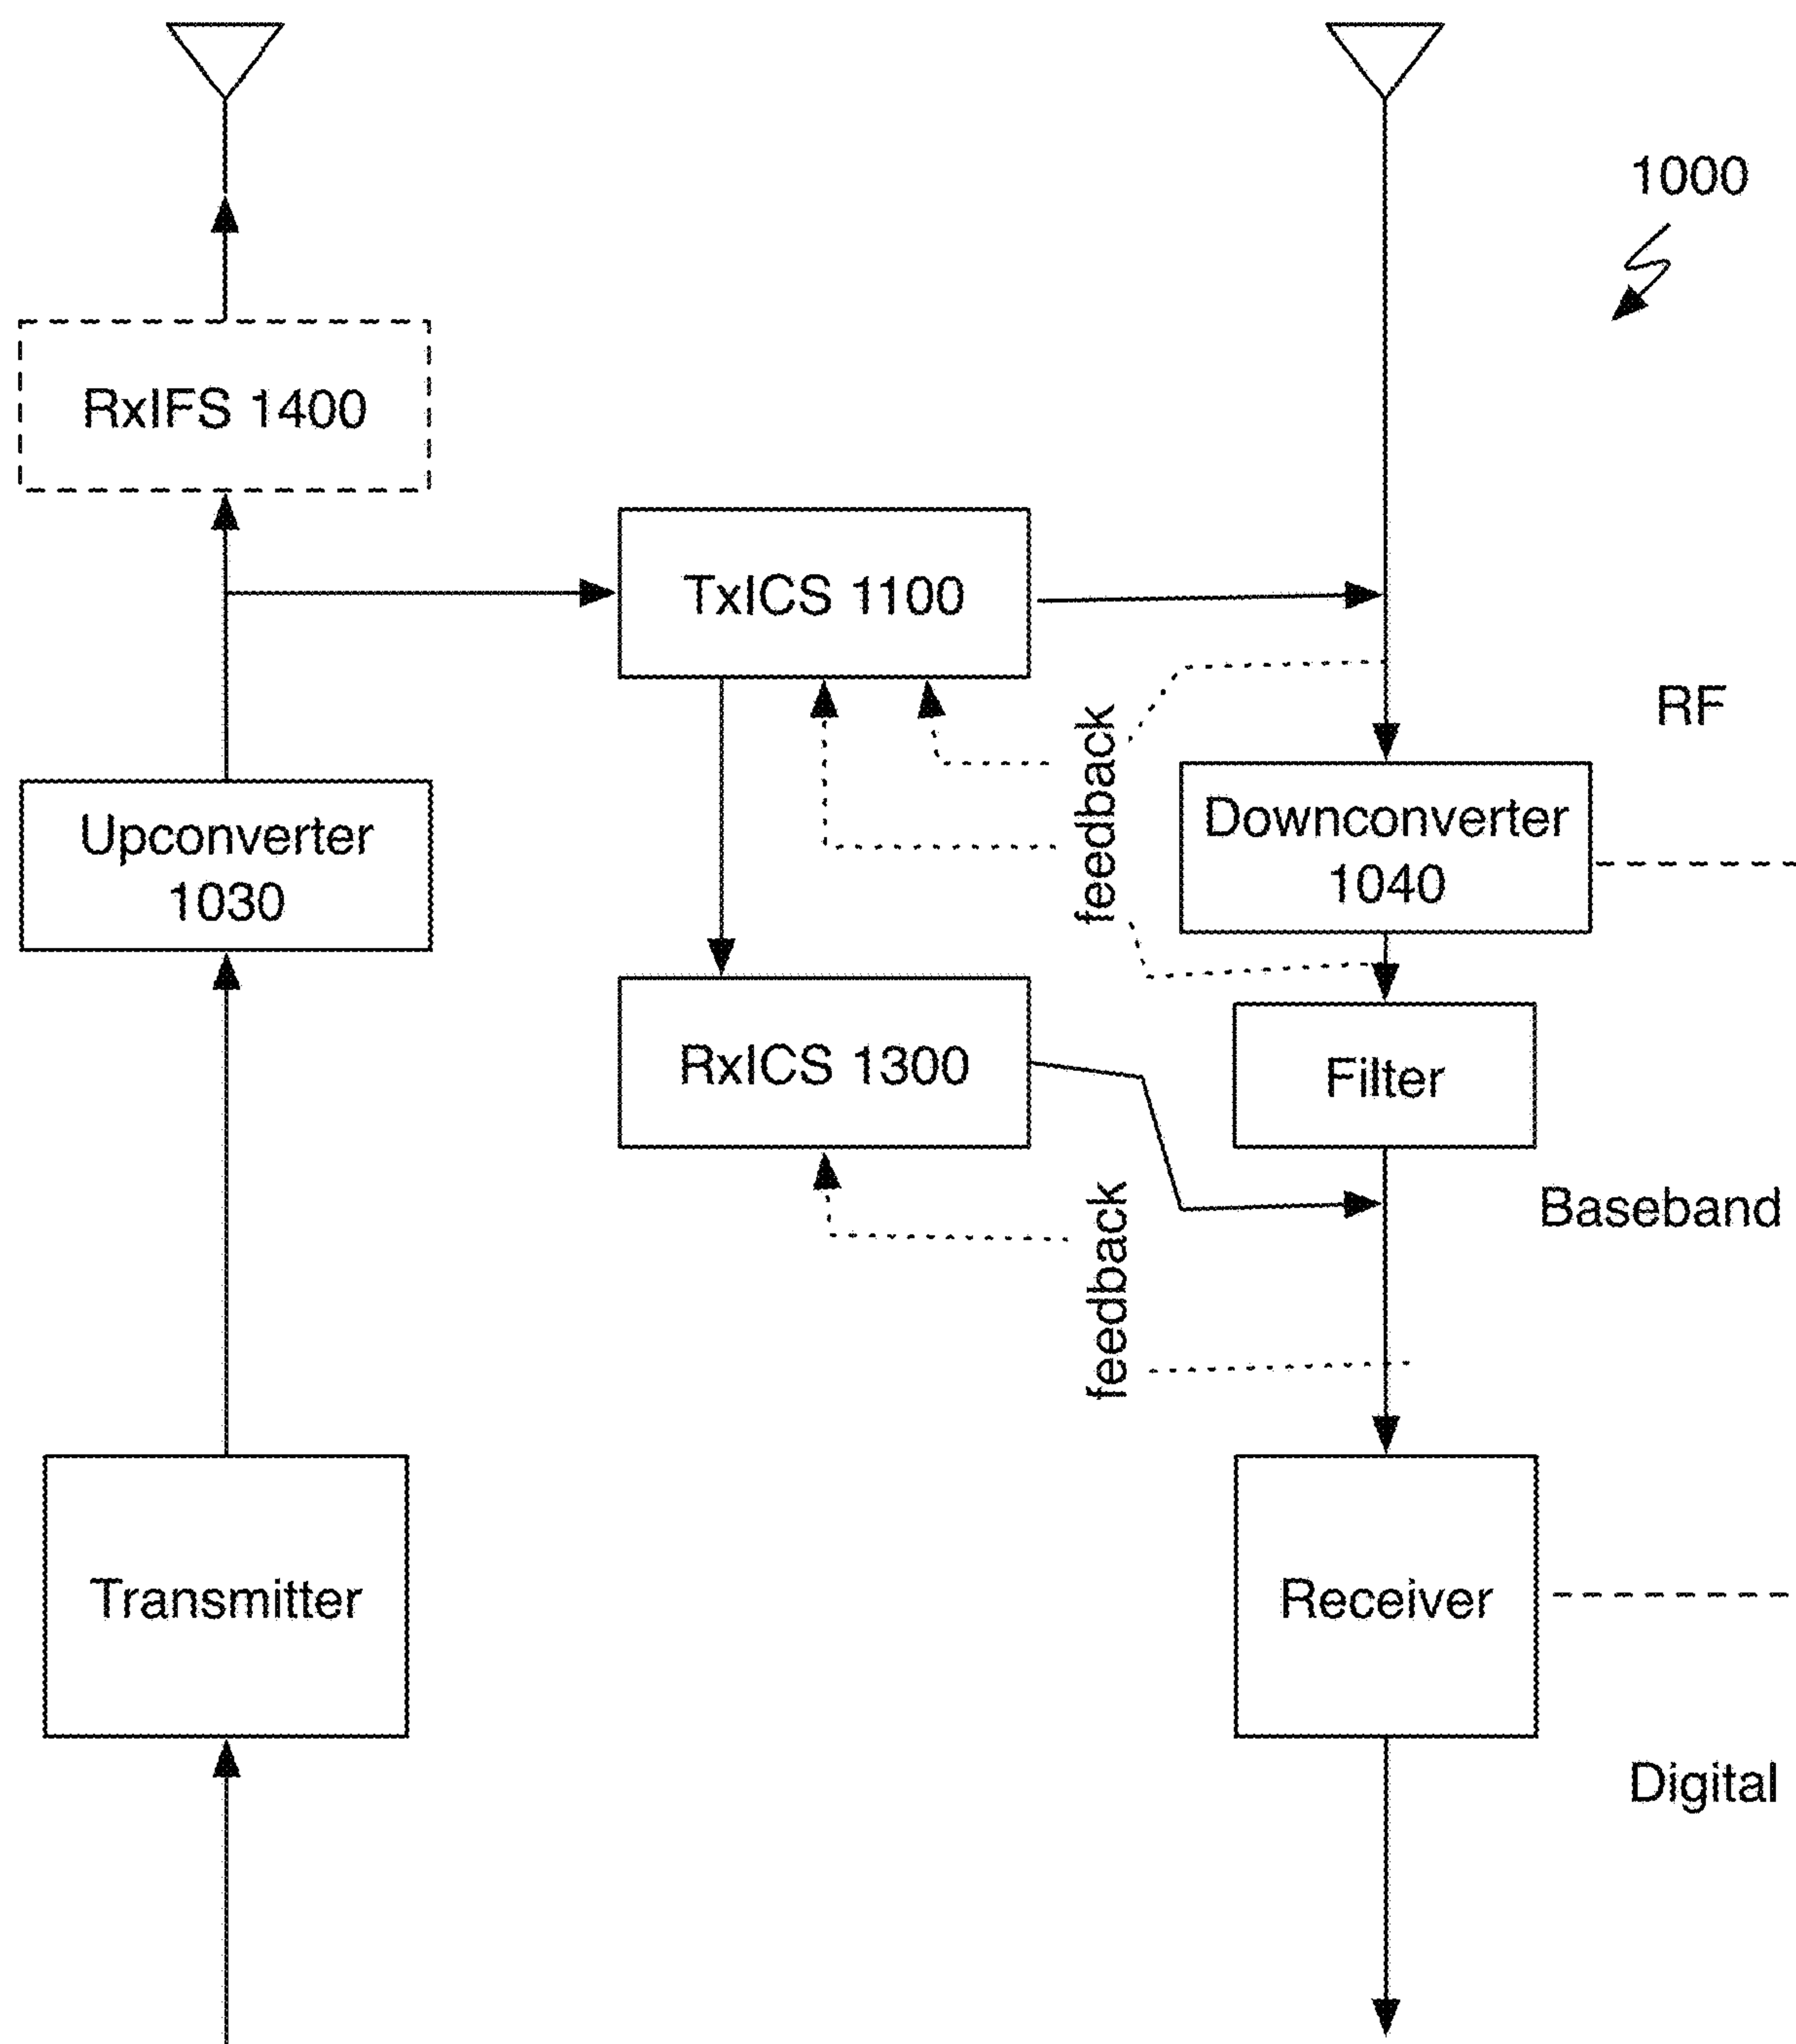 1000
RxIFS 1400
TxICS 1100
RF
feedback
Upconverter
1030
Downconverter
1040
RxICS 1300
Filter
Baseband
feedback
Transmitter
Receiver
Digital